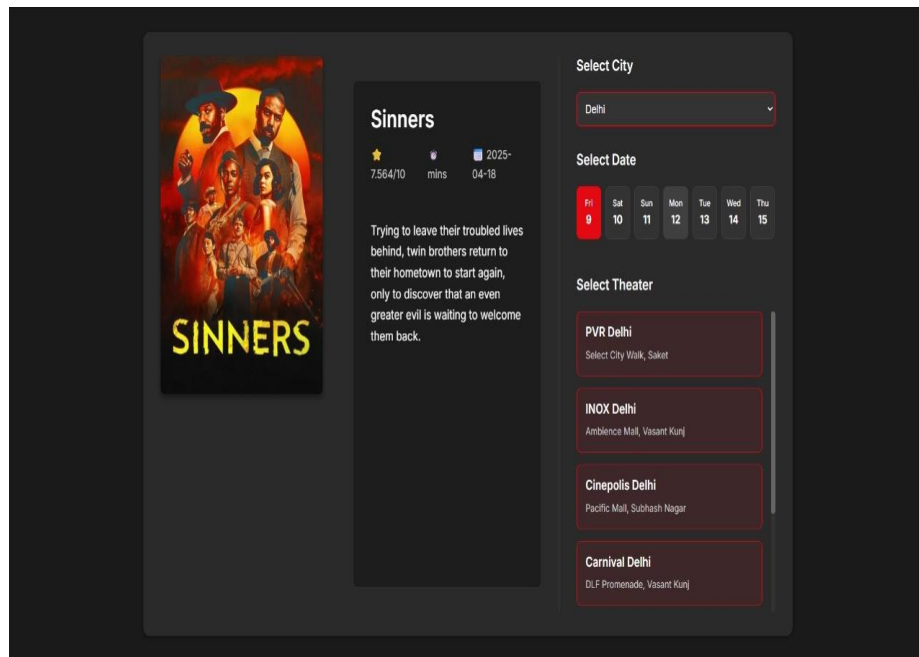 SINNERS
Sinners
⭐ ⏰ 📅 2025-
7.564/10 mins 04-18
Trying to leave their troubled lives
behind, twin brothers return to
their hometown to start again,
only to discover that an even
greater evil is waiting to welcome
them back.
Select City
Delhi
Select Date
Fri Sat Sun Mon Tue Wed Thu
9 10 11 12 13 14 15
Select Theater
PVR Delhi
Select City Walk, Saket
INOX Delhi
Ambience Mall, Vasant Kunj
Cinepolis Delhi
Pacific Mall, Subhash Nagar
Carnival Delhi
DLF Promenade, Vasant Kunj